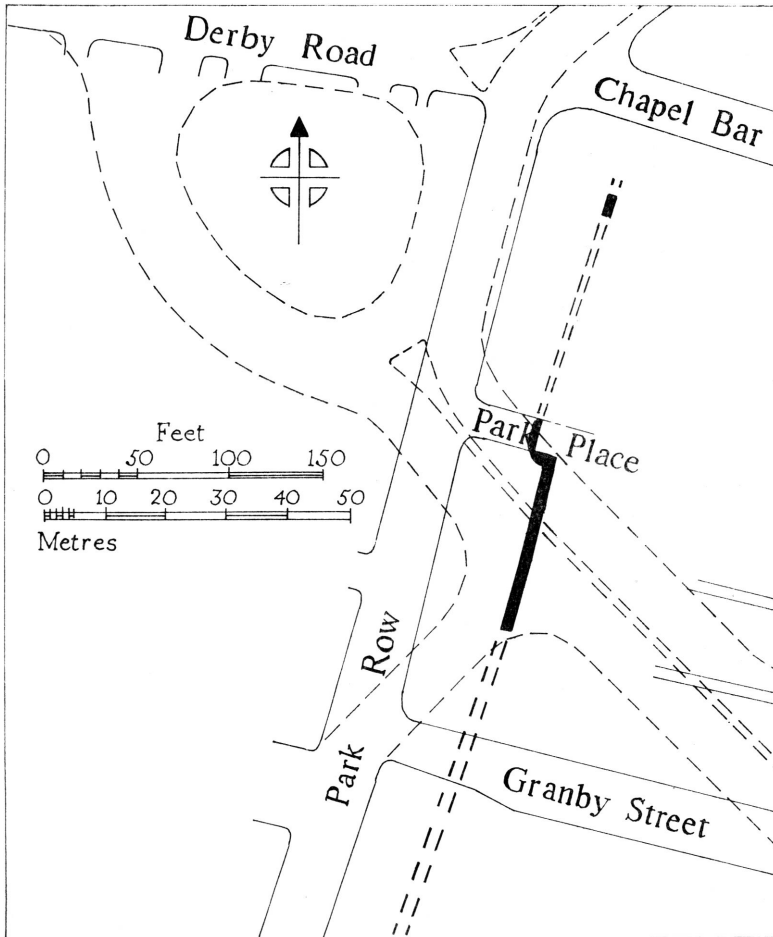 Derby Road
Chapel Bar
Park Place
Feet
0 50 100 150
0 10 20 30 40 50
Metres
Park Row
Granby Street